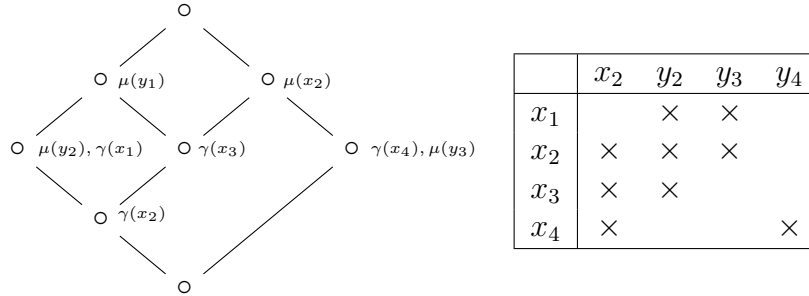 μ(y₁)
μ(x₂)
μ(y₂), γ(x₁)
γ(x₃)
γ(x₄), μ(y₃)
γ(x₂)
x₂ y₂ y₃ y₄
x₁ × ×
x₂ × × ×
x₃ × ×
x₄ × ×